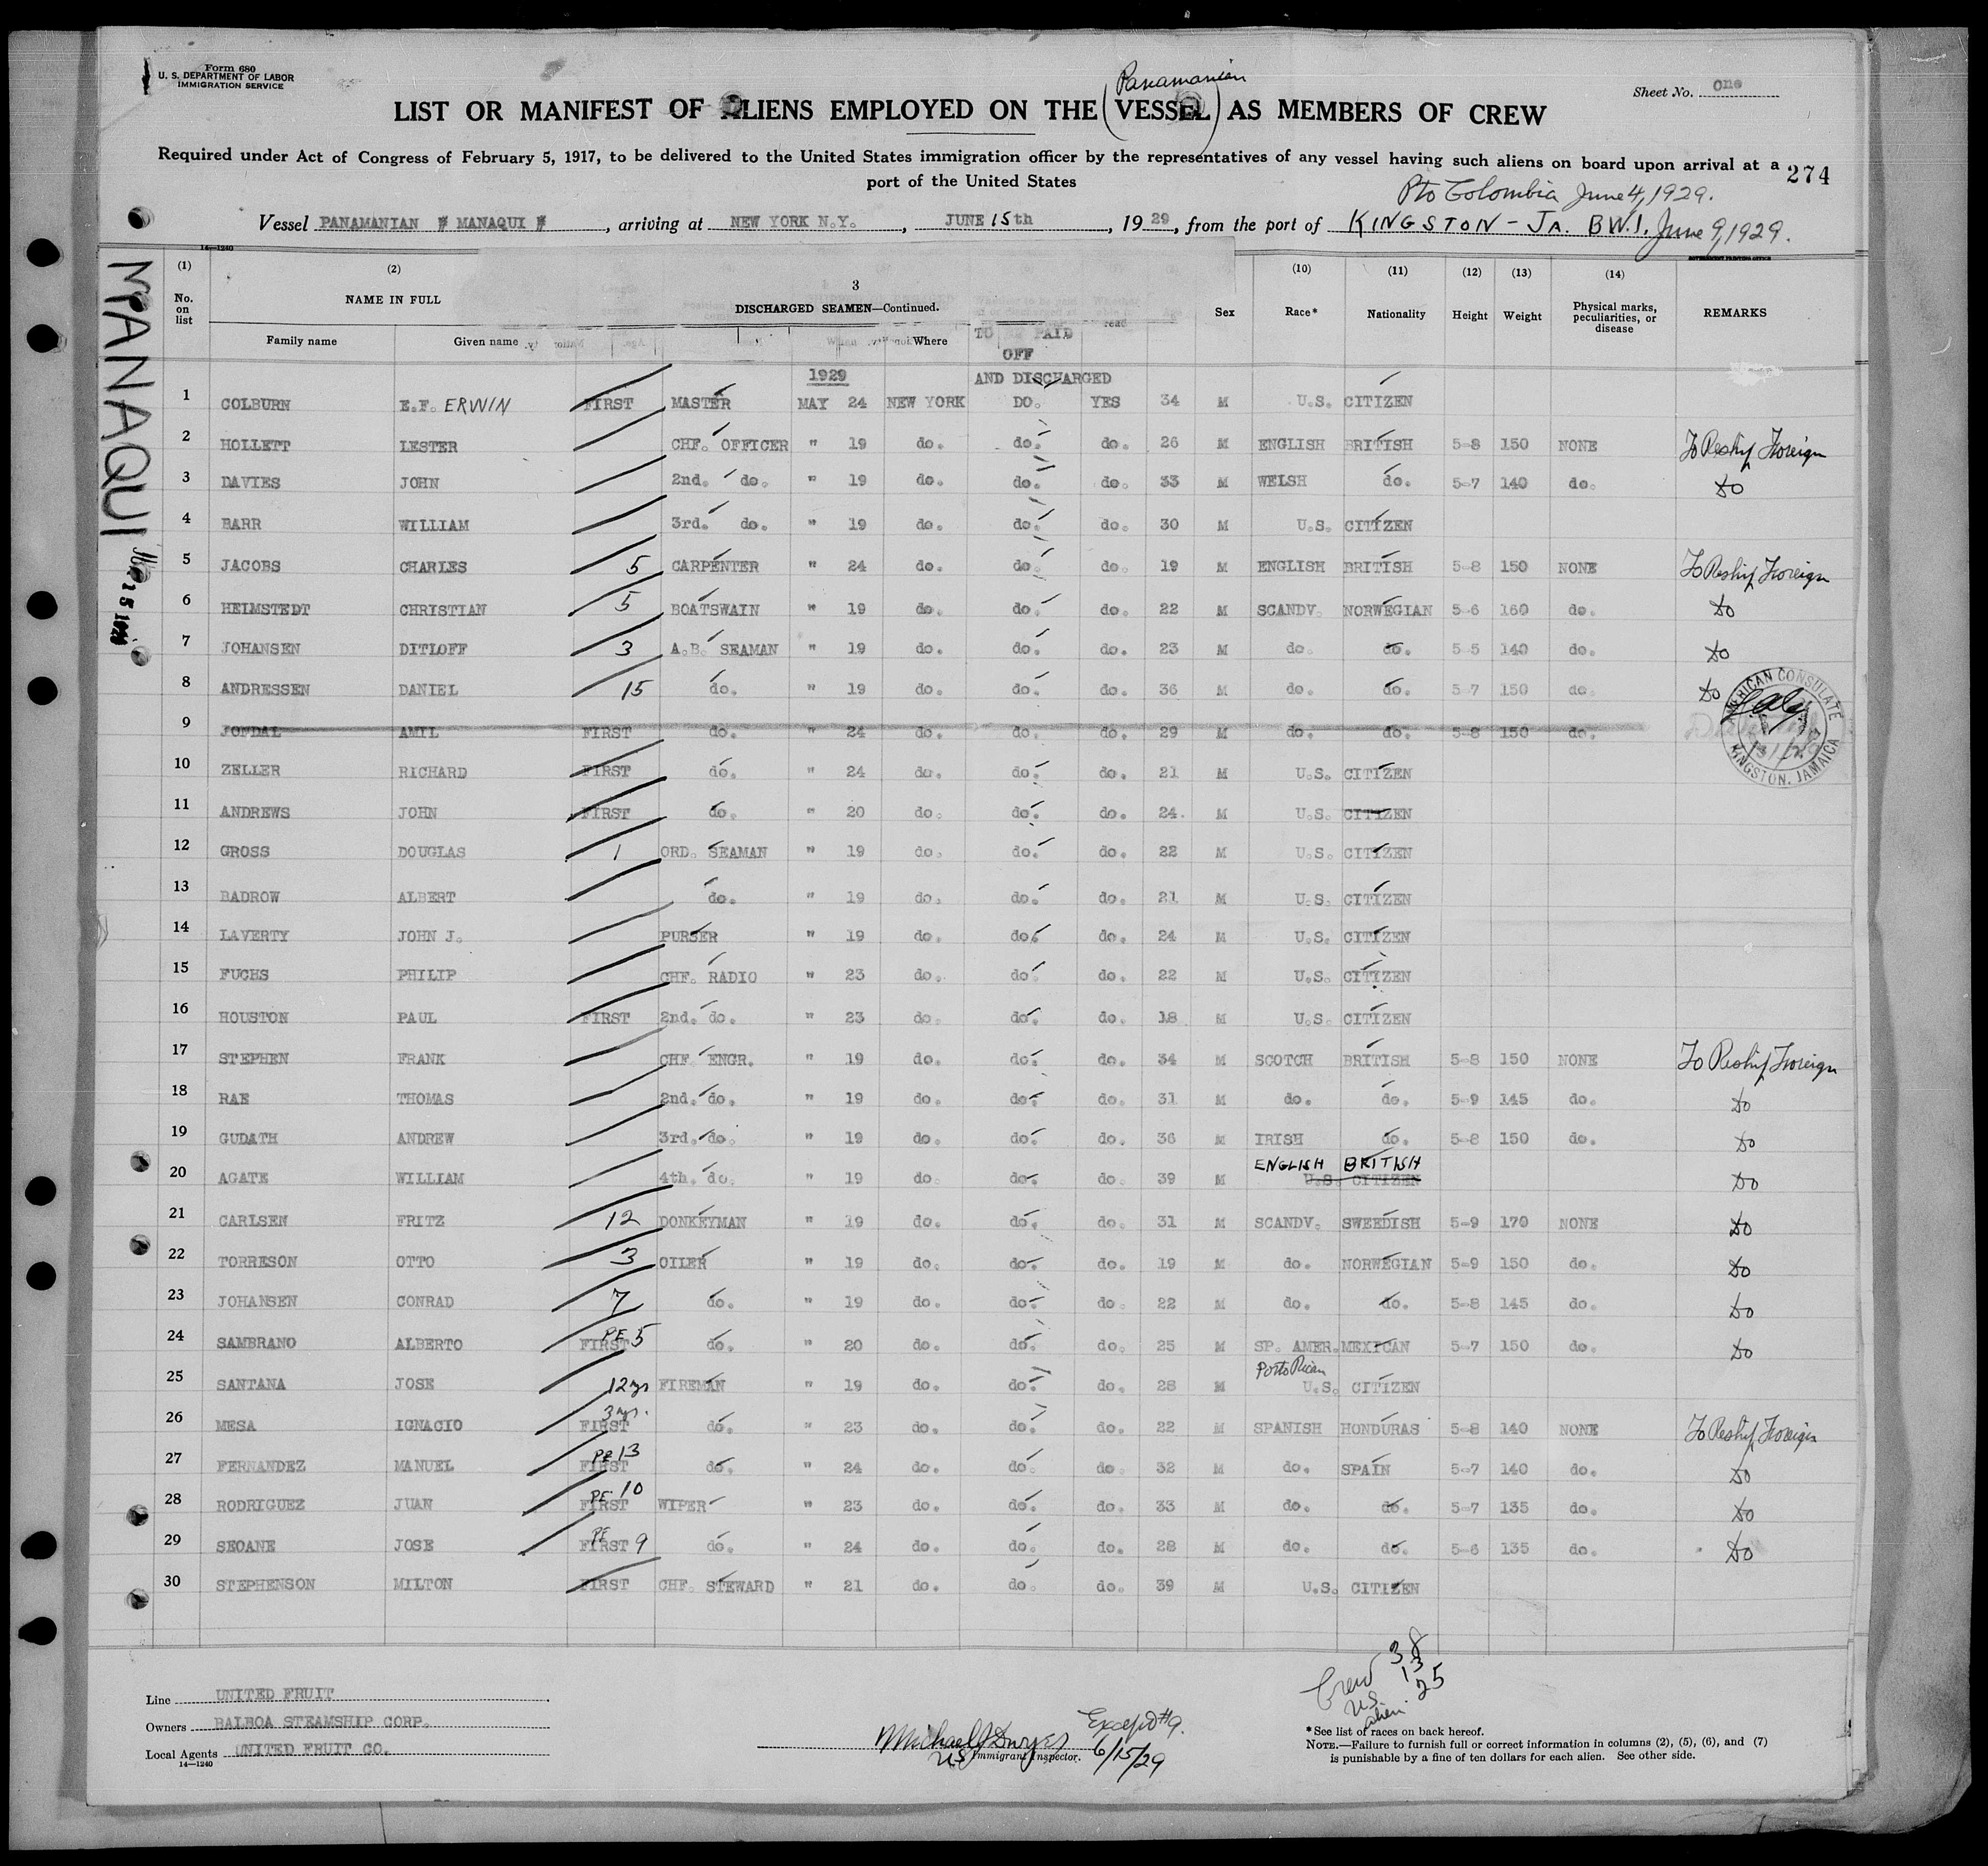 Form 680
U. S. DEPARTMENT OF LABOR
IMMIGRATION SERVICE
Sheet No. One
Panamanian
LIST OR MANIFEST OF ALIENS EMPLOYED ON THE (VESSEL) AS MEMBERS OF CREW
Required under Act of Congress of February 5, 1917, to be delivered to the United States immigration officer by the representatives of any vessel having such aliens on board upon arrival at a
port of the United States
274
Pto Colombia June 4, 1929.
Vessel PANAMANIAN " MANAQUI ", arriving at NEW YORK N.Y., JUNE 15th, 1929, from the port of KINGSTON - JA. B.W.I. June 9, 1929.
14—1240
MANAQUI
(1) (2) 3 (10) (11) (12) (13) (14)
No. on list NAME IN FULL DISCHARGED SEAMEN—Continued. Sex Race* Nationality Height Weight Physical marks, peculiarities, or disease REMARKS
Family name Given name Where read
TO BE PAID
OFF
1929 AND DISCHARGED
1 COLBURN E.F. ERWIN FIRST MASTER MAY 24 NEW YORK DO. YES 34 M U.S. CITIZEN
2 HOLLETT LESTER CHF. OFFICER " 19 do. do. do. 26 M ENGLISH BRITISH 5-8 150 NONE To Reship Foreign
3 DAVIES JOHN 2nd. do. " 19 do. do. do. 33 M WELSH do. 5-7 140 do. Do
4 BARR WILLIAM 3rd. do. " 19 do. do. do. 30 M U.S. CITIZEN
5 JACOBS CHARLES 5 CARPENTER " 24 do. do. do. 19 M ENGLISH BRITISH 5-8 150 NONE To Reship Foreign
6 HEIMSTEDT CHRISTIAN 5 BOATSWAIN " 19 do. do. do. 22 M SCANDV. NORWEGIAN 5-6 160 do. Do
7 JOHANSEN DITLOFF 3 A.B. SEAMAN " 19 do. do. do. 23 M do. do. 5-5 140 do. Do
8 ANDRESSEN DANIEL 15 do. " 19 do. do. do. 36 M do. do. 5-7 150 do. Do
9 JONDAL AMIL FIRST do. " 24 do. do. do. 29 M do. do. 5-8 150 do.
AMERICAN CONSULATE
KINGSTON, JAMAICA
10 ZELLER RICHARD FIRST do. " 24 do. do. do. 21 M U.S. CITIZEN
11 ANDREWS JOHN FIRST do. " 20 do. do. do. 24 M U.S. CITIZEN
12 GROSS DOUGLAS 1 ORD. SEAMAN " 19 do. do. do. 22 M U.S. CITIZEN
13 BADROW ALBERT do. " 19 do. do. do. 21 M U.S. CITIZEN
14 LAVERTY JOHN J. PURSER " 19 do. do. do. 24 M U.S. CITIZEN
15 FUCHS PHILIP CHF. RADIO " 23 do. do. do. 22 M U.S. CITIZEN
16 HOUSTON PAUL FIRST 2nd. do. " 23 do. do. do. 18 M U.S. CITIZEN
17 STEPHEN FRANK CHF. ENGR. " 19 do. do. do. 34 M SCOTCH BRITISH 5-8 150 NONE To Reship Foreign
18 RAE THOMAS 2nd. do. " 19 do. do. do. 31 M do. do. 5-9 145 do. Do
19 GUDATH ANDREW 3rd. do. " 19 do. do. do. 36 M IRISH do. 5-8 150 do. Do
ENGLISH BRITISH
20 AGATE WILLIAM 4th. do. " 19 do. do. do. 39 M U.S. CITIZEN Do
21 CARLSEN FRITZ 12 DONKEYMAN " 19 do. do. do. 31 M SCANDV. SWEEDISH 5-9 170 NONE Do
22 TORRESON OTTO 3 OILER " 19 do. do. do. 19 M do. NORWEGIAN 5-9 150 do. Do
23 JOHANSEN CONRAD 7 do. " 19 do. do. do. 22 M do. do. 5-8 145 do. Do
24 SAMBRANO ALBERTO FIRST PE 5 do. " 20 do. do. do. 25 M SP. AMER. MEXICAN 5-7 150 do. Do
Porto Rican
25 SANTANA JOSE 12 yrs FIREMAN " 19 do. do. do. 28 M U.S. CITIZEN
26 MESA IGNACIO 3 yrs. FIRST do. " 23 do. do. do. 22 M SPANISH HONDURAS 5-8 140 NONE To Reship Foreign
27 FERNANDEZ MANUEL PE 13 FIRST do. " 24 do. do. do. 32 M do. SPAIN 5-7 140 do. Do
28 RODRIGUEZ JUAN PE 10 FIRST WIPER " 23 do. do. do. 33 M do. do. 5-7 135 do. Do
29 SEOANE JOSE PE FIRST 9 do. " 24 do. do. do. 28 M do. do. 5-6 135 do. Do
30 STEPHENSON MILTON FIRST CHF. STEWARD " 21 do. do. do. 39 M U.S. CITIZEN
Crew 38
U.S. 13
alien 25
Line UNITED FRUIT
Owners BALBOA STEAMSHIP CORP.
Local Agents UNITED FRUIT CO.
14—1240
Michael J Dwyer Except #9.
US Immigrant Inspector. 6/15/29
*See list of races on back hereof.
NOTE.—Failure to furnish full or correct information in columns (2), (5), (6), and (7)
is punishable by a fine of ten dollars for each alien. See other side.